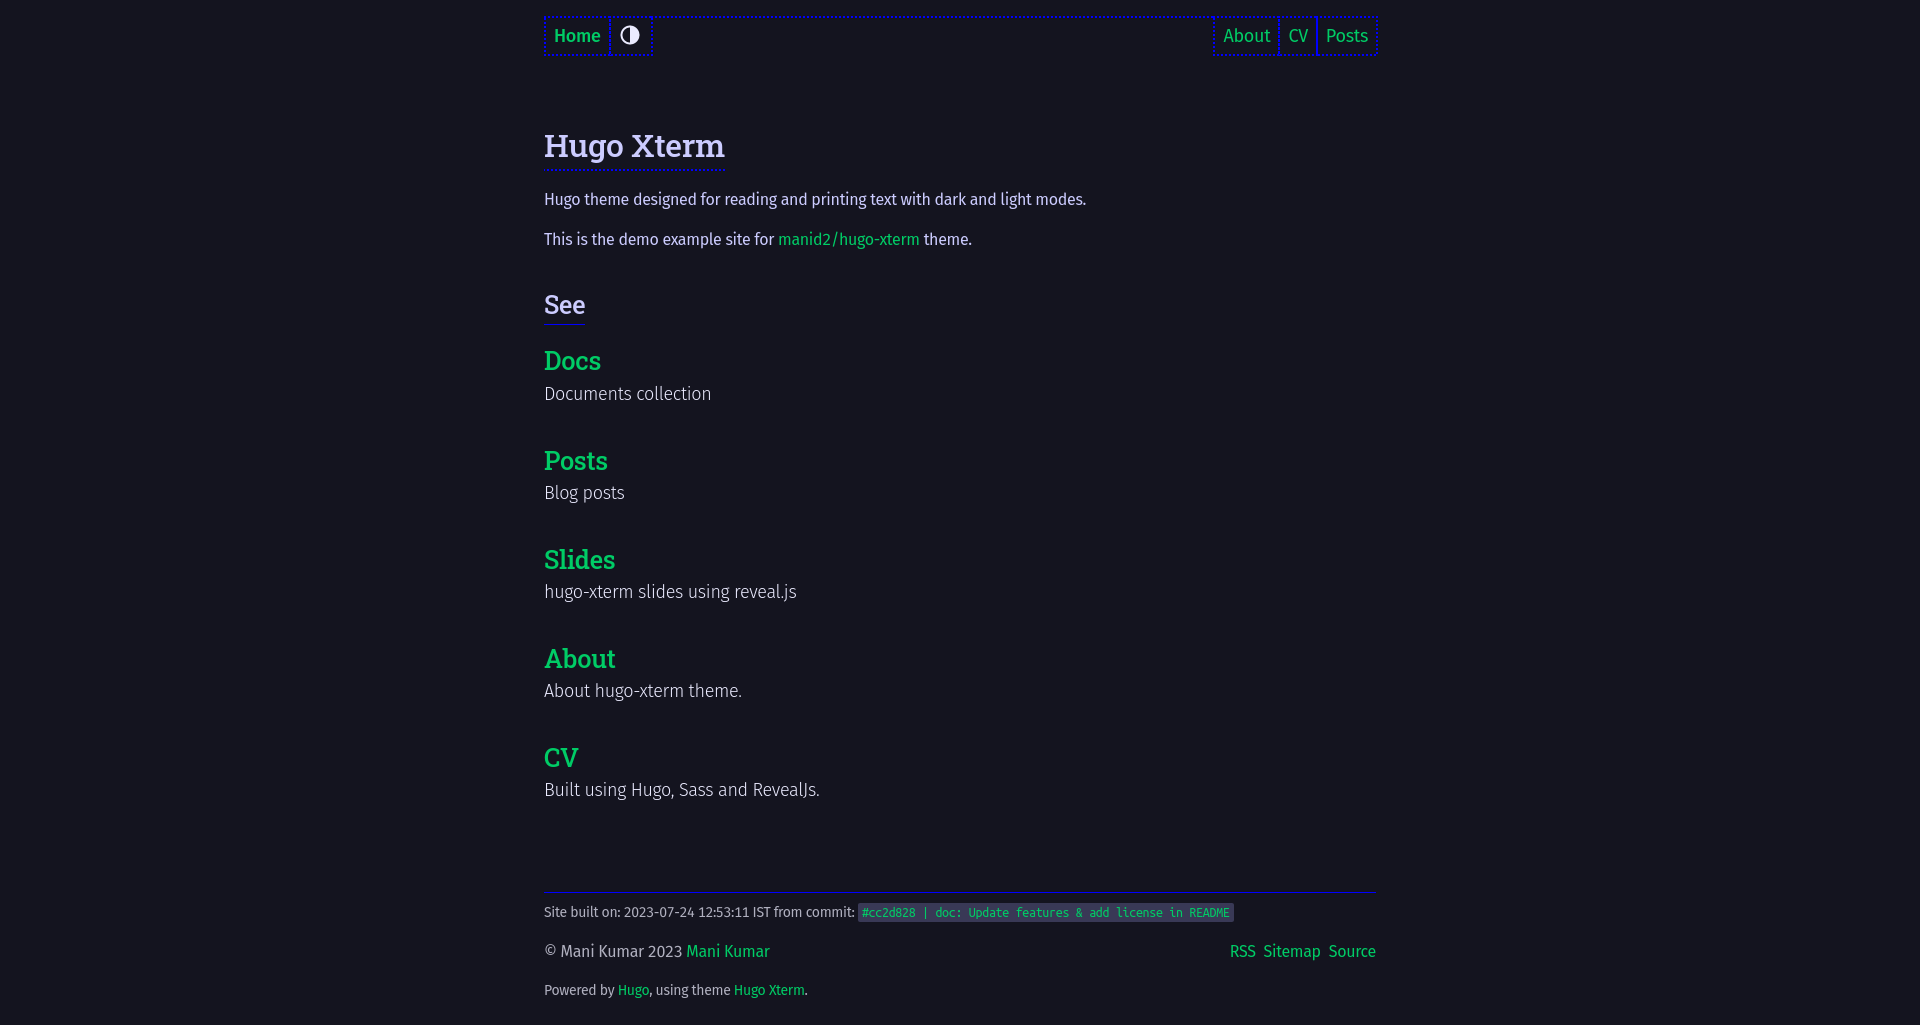 Home About CV Posts
Hugo Xterm
Hugo theme designed for reading and printing text with dark and light modes.
This is the demo example site for manid2/hugo-xterm theme.
See
Docs
Documents collection
Posts
Blog posts
Slides
hugo-xterm slides using reveal.js
About
About hugo-xterm theme.
CV
Built using Hugo, Sass and RevealJs.
Site built on: 2023-07-24 12:53:11 IST from commit: #cc2d828 | doc: Update features & add license in README
© Mani Kumar 2023 Mani Kumar RSS Sitemap Source
Powered by Hugo, using theme Hugo Xterm.